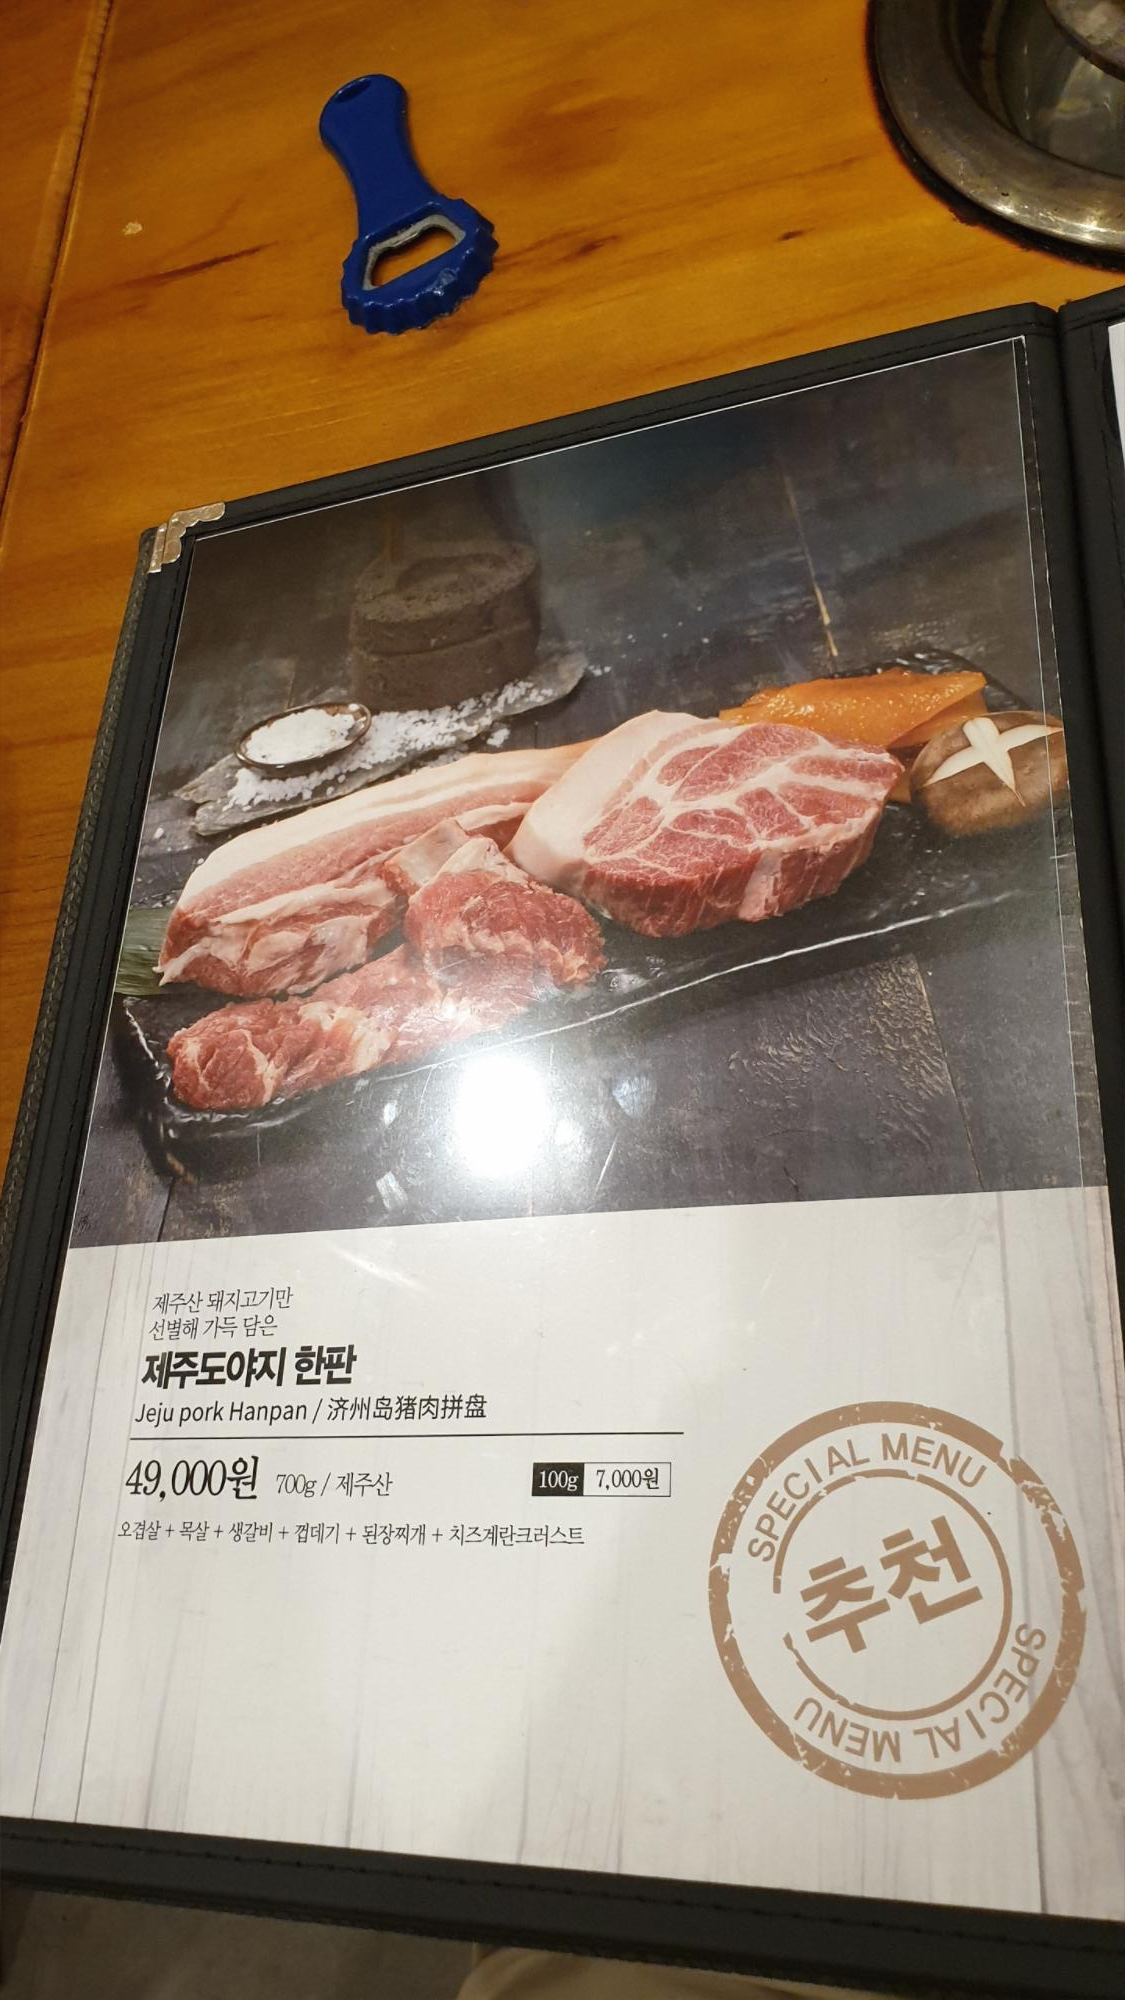 제주산 돼지고기만
선별해 가득 담은
제주도야지 한판
Jeju pork Hanpan / 济州岛猪肉拼盘
49,000원 700g / 제주산 100g 7,000원
오겹살 + 목살 + 생갈비 + 껍데기 + 된장찌개 + 치즈계란크러스트
SPECIAL MENU
추천
SPECIAL MENU